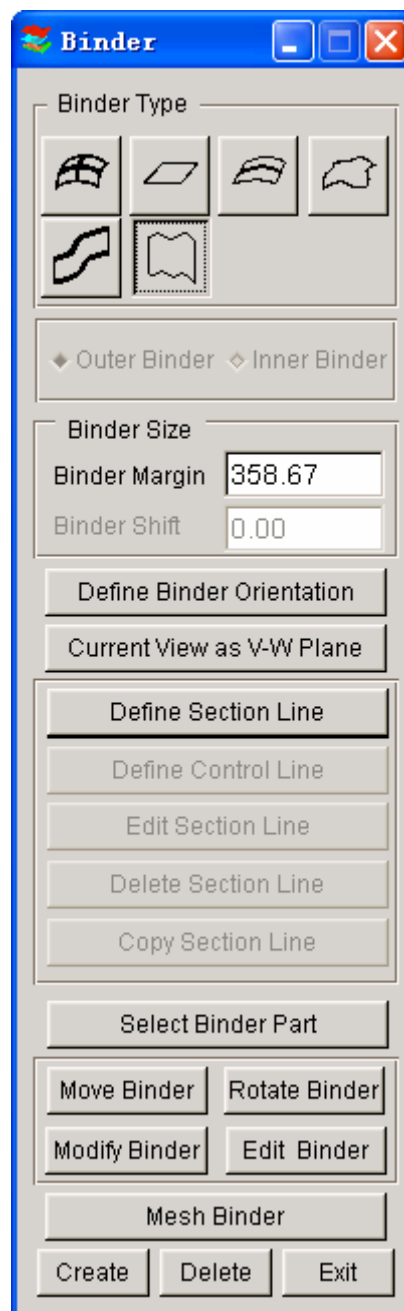 Binder
Binder Type
Outer Binder Inner Binder
Binder Size
Binder Margin 358.67
Binder Shift 0.00
Define Binder Orientation
Current View as V-W Plane
Define Section Line
Define Control Line
Edit Section Line
Delete Section Line
Copy Section Line
Select Binder Part
Move Binder Rotate Binder
Modify Binder Edit Binder
Mesh Binder
Create Delete Exit